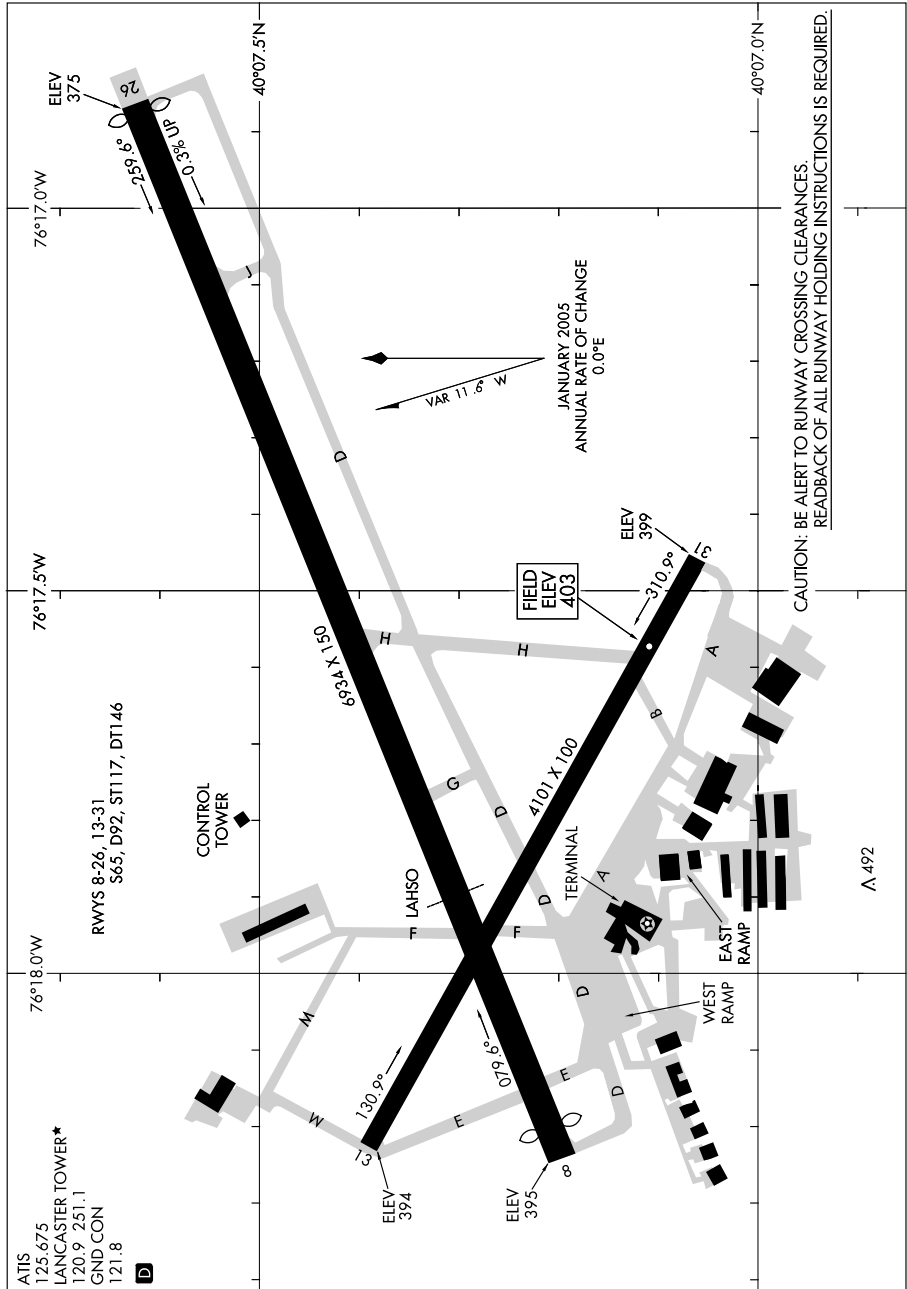 ATIS
125.675
LANCASTER TOWER★
120.9 251.1
GND CON
121.8
D
76°18.0'W
76°17.5'W
76°17.0'W
40°07.5'N
40°07.0'N
RWYS 8-26, 13-31
S65, D92, ST117, DT146
CONTROL
TOWER
ELEV
375
26
259.6°
0.3% UP
J
D
JANUARY 2005
ANNUAL RATE OF CHANGE
0.0°E
VAR 11.6° W
6934 X 150
H
H
G
D
LAHSO
F
F
M
W
130.9°
13
ELEV
394
E
E
079.6°
8
ELEV
395
D
D
D
FIELD
ELEV
403
ELEV
399
31
310.9°
4101 X 100
B
A
A
TERMINAL
EAST
RAMP
WEST
RAMP
492
CAUTION: BE ALERT TO RUNWAY CROSSING CLEARANCES.
READBACK OF ALL RUNWAY HOLDING INSTRUCTIONS IS REQUIRED.